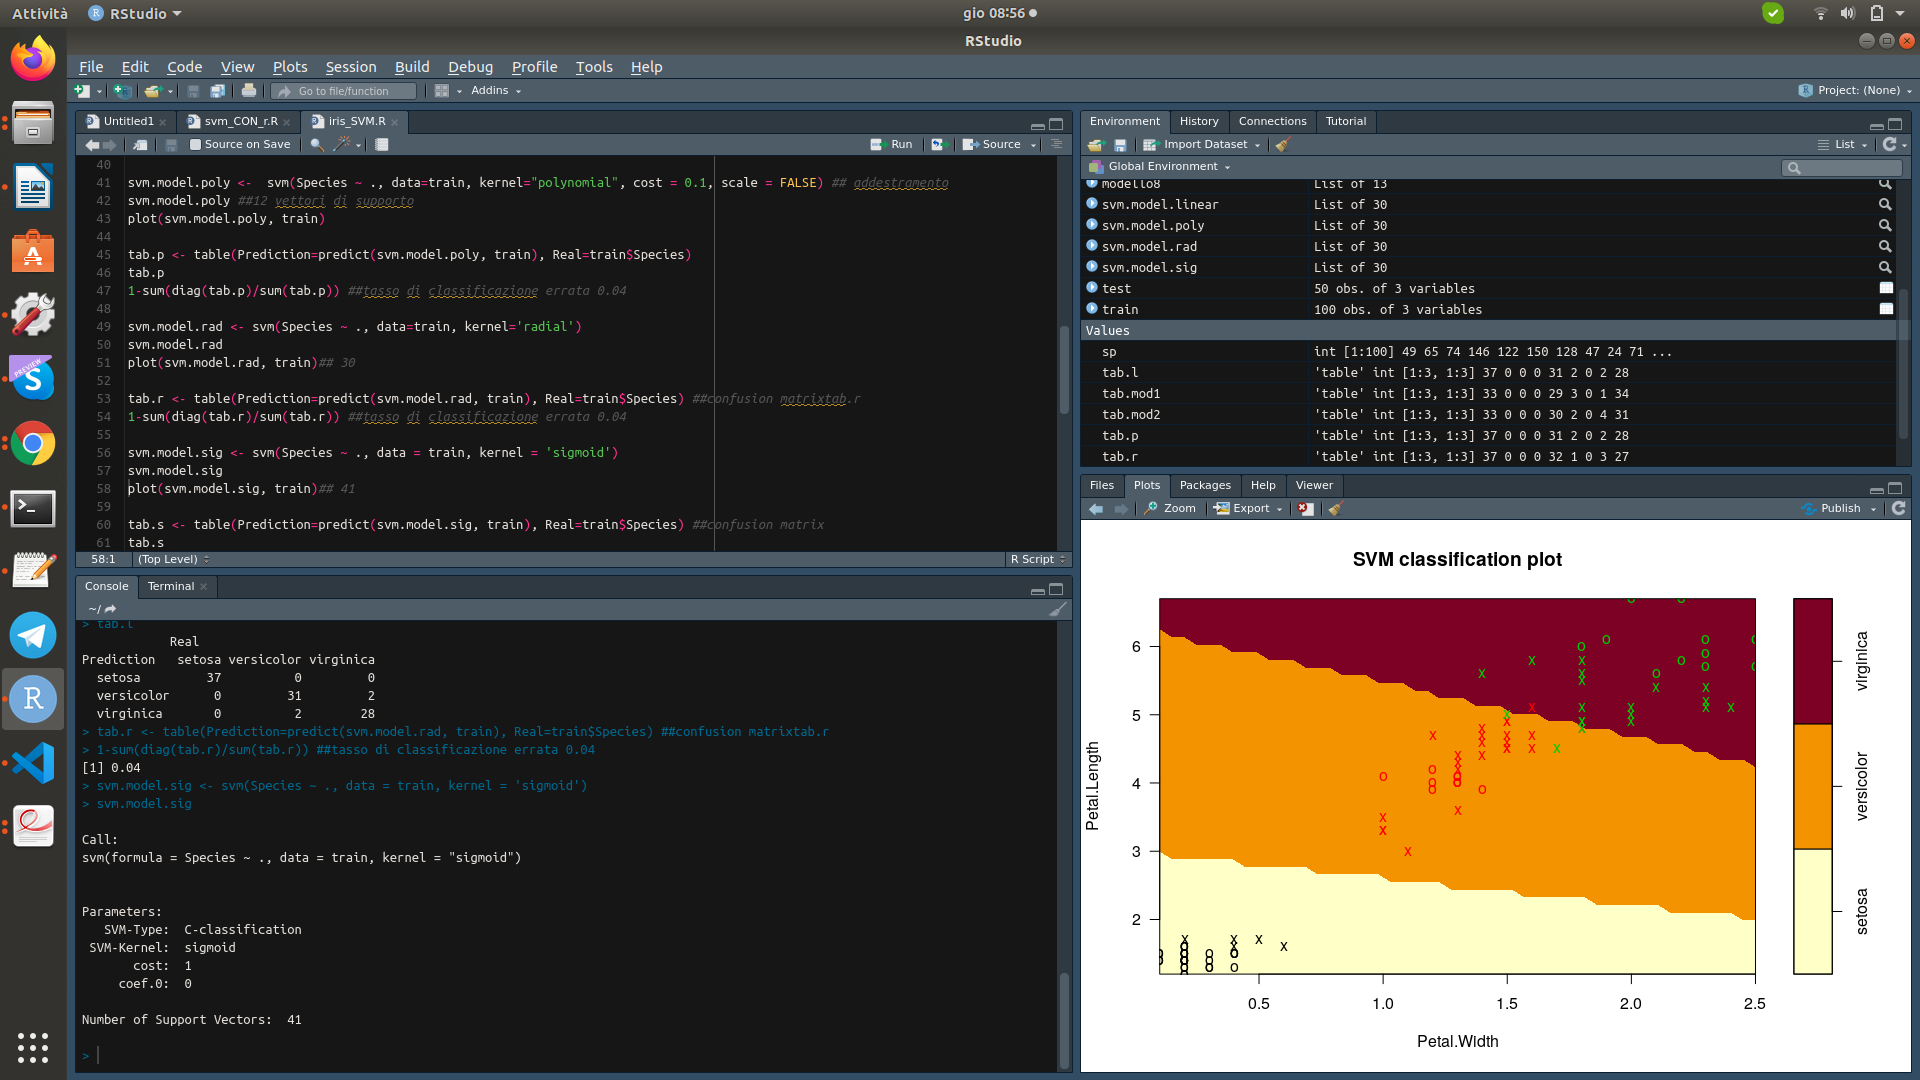 Attività RStudio gio 08:56
RStudio
File Edit Code View Plots Session Build Debug Profile Tools Help
Go to file/function Addins Project: (None)
Untitled1 svm_CON_r.R iris_SVM.R
Source on Save Run Source
40
41 svm.model.poly <-  svm(Species ~ ., data=train, kernel="polynomial", cost = 0.1, scale = FALSE) ## addestramento
42 svm.model.poly ##12 vettori di supporto
43 plot(svm.model.poly, train)
44
45 tab.p <- table(Prediction=predict(svm.model.poly, train), Real=train$Species)
46 tab.p
47 1-sum(diag(tab.p)/sum(tab.p)) ##tasso di classificazione errata 0.04
48
49 svm.model.rad <- svm(Species ~ ., data=train, kernel='radial')
50 svm.model.rad
51 plot(svm.model.rad, train)## 30
52
53 tab.r <- table(Prediction=predict(svm.model.rad, train), Real=train$Species) ##confusion matrixtab.r
54 1-sum(diag(tab.r)/sum(tab.r)) ##tasso di classificazione errata 0.04
55
56 svm.model.sig <- svm(Species ~ ., data = train, kernel = 'sigmoid')
57 svm.model.sig
58 plot(svm.model.sig, train)## 41
59
60 tab.s <- table(Prediction=predict(svm.model.sig, train), Real=train$Species) ##confusion matrix
61 tab.s
58:1 (Top Level) R Script
Console Terminal
~/
> tab.l
Real
Prediction setosa versicolor virginica
setosa 37 0 0
versicolor 0 31 2
virginica 0 2 28
> tab.r <- table(Prediction=predict(svm.model.rad, train), Real=train$Species) ##confusion matrixtab.r
> 1-sum(diag(tab.r)/sum(tab.r)) ##tasso di classificazione errata 0.04
[1] 0.04
> svm.model.sig <- svm(Species ~ ., data = train, kernel = 'sigmoid')
> svm.model.sig
Call:
svm(formula = Species ~ ., data = train, kernel = "sigmoid")
Parameters:
SVM-Type: C-classification
SVM-Kernel: sigmoid
cost: 1
coef.0: 0
Number of Support Vectors: 41
>
Environment History Connections Tutorial
Import Dataset List
Global Environment
modello8 List of 13
svm.model.linear List of 30
svm.model.poly List of 30
svm.model.rad List of 30
svm.model.sig List of 30
test 50 obs. of 3 variables
train 100 obs. of 3 variables
Values
sp int [1:100] 49 65 74 146 122 150 128 47 24 71 ...
tab.l 'table' int [1:3, 1:3] 37 0 0 0 31 2 0 2 28
tab.mod1 'table' int [1:3, 1:3] 33 0 0 0 29 3 0 1 34
tab.mod2 'table' int [1:3, 1:3] 33 0 0 0 30 2 0 4 31
tab.p 'table' int [1:3, 1:3] 37 0 0 0 31 2 0 2 28
tab.r 'table' int [1:3, 1:3] 37 0 0 0 32 1 0 3 27
Files Plots Packages Help Viewer
Zoom Export Publish
SVM classification plot
6
5
4
3
2
Petal.Length
0.5 1.0 1.5 2.0 2.5
Petal.Width
virginica
versicolor
setosa
PREVIEW